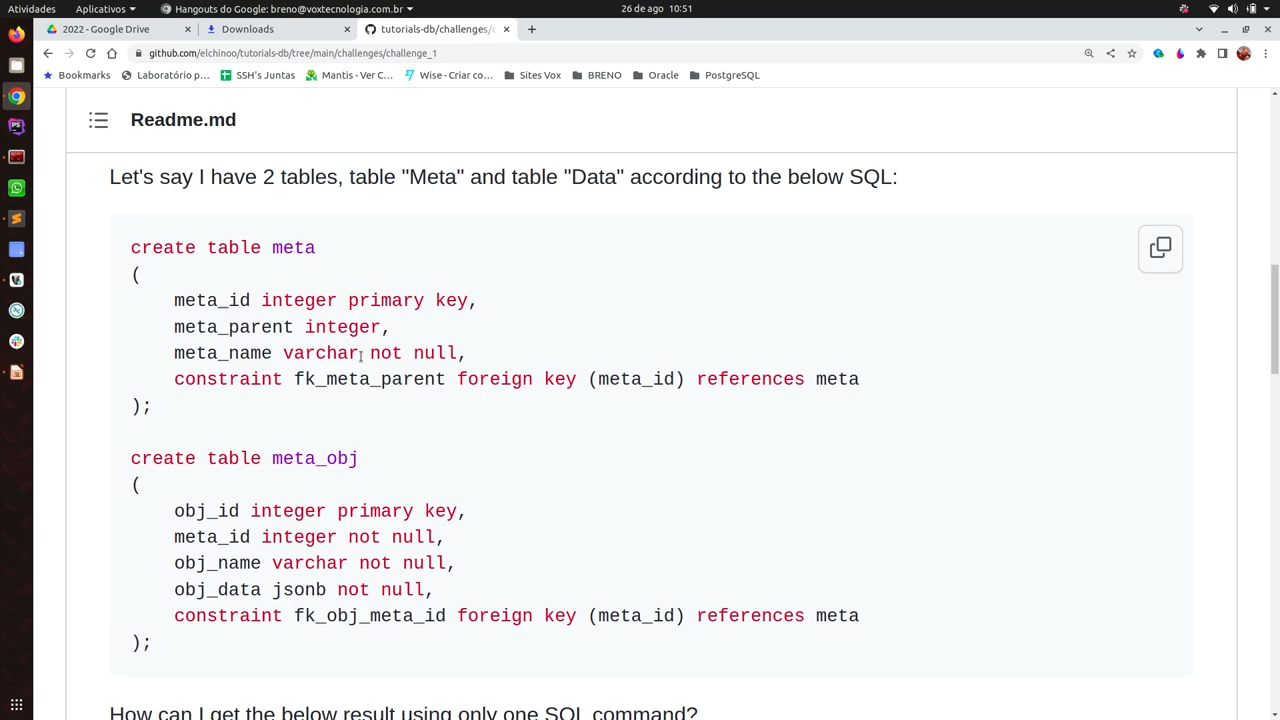 Atividades
Aplicativos
Hangouts do Google: breno@voxtecnologia.com.br
26 de ago 10:51
2022 - Google Drive
Downloads
tutorials-db/challenges/c
github.com/elchinoo/tutorials-db/tree/main/challenges/challenge_1
Bookmarks
Laboratório p…
SSH's Juntas
Mantis - Ver C…
Wise - Criar co…
Sites Vox
BRENO
Oracle
PostgreSQL
Readme.md
Let's say I have 2 tables, table "Meta" and table "Data" according to the below SQL:
create table meta
(
    meta_id integer primary key,
    meta_parent integer,
    meta_name varchar not null,
    constraint fk_meta_parent foreign key (meta_id) references meta
);
create table meta_obj
(
    obj_id integer primary key,
    meta_id integer not null,
    obj_name varchar not null,
    obj_data jsonb not null,
    constraint fk_obj_meta_id foreign key (meta_id) references meta
);
How can I get the below result using only one SQL command?